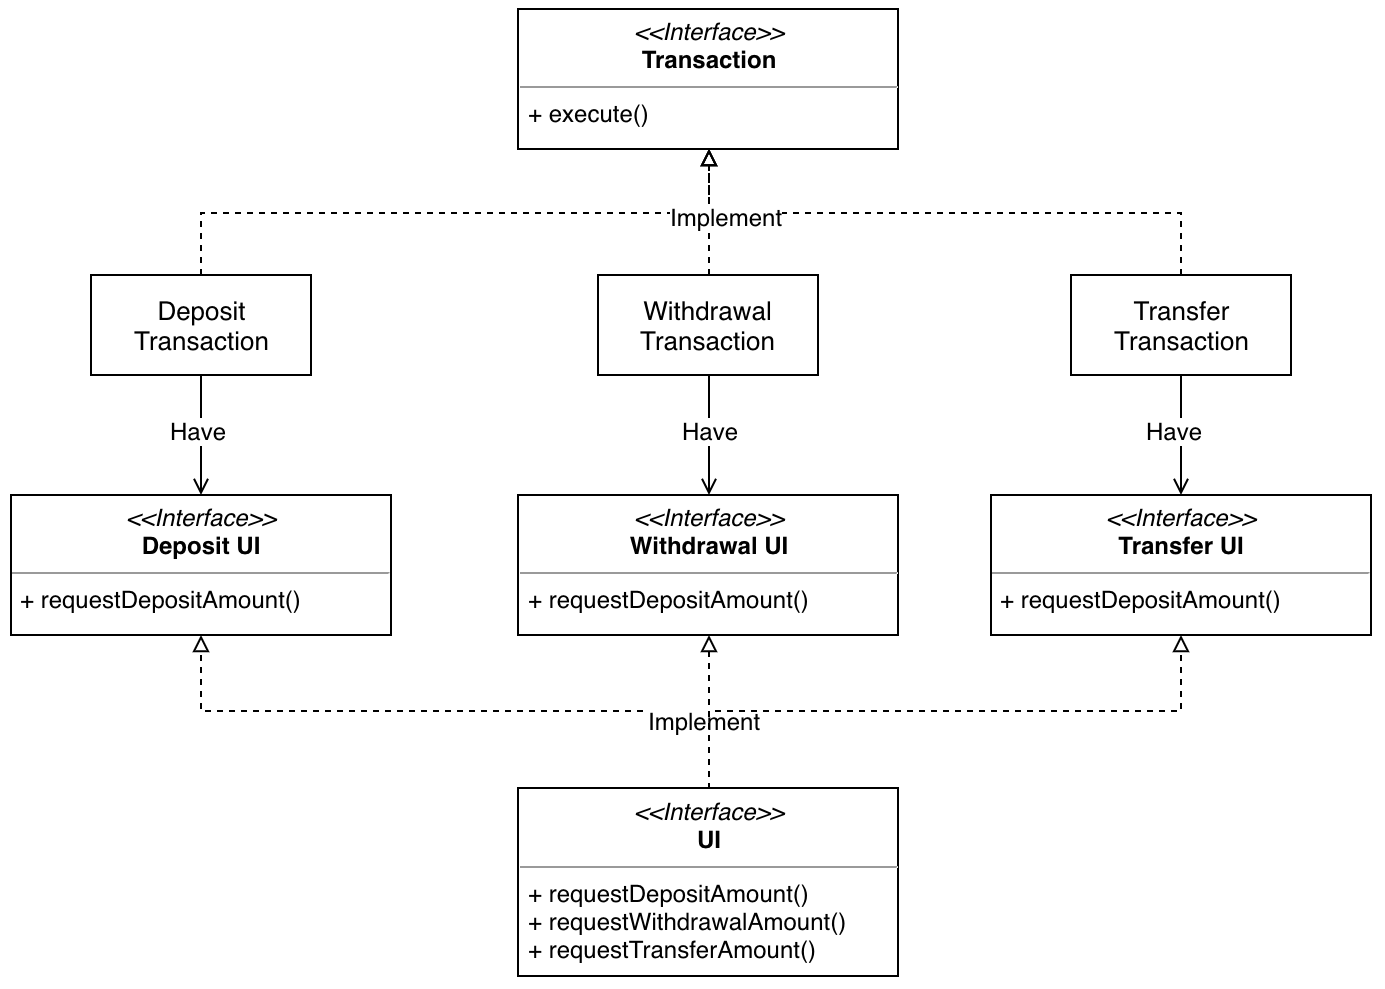 <<Interface>>
Transaction
+ execute()
Implement
Deposit
Transaction
Withdrawal
Transaction
Transfer
Transaction
Have
Have
Have
<<Interface>>
Deposit UI
+ requestDepositAmount()
<<Interface>>
Withdrawal UI
+ requestDepositAmount()
<<Interface>>
Transfer UI
+ requestDepositAmount()
Implement
<<Interface>>
UI
+ requestDepositAmount()
+ requestWithdrawalAmount()
+ requestTransferAmount()